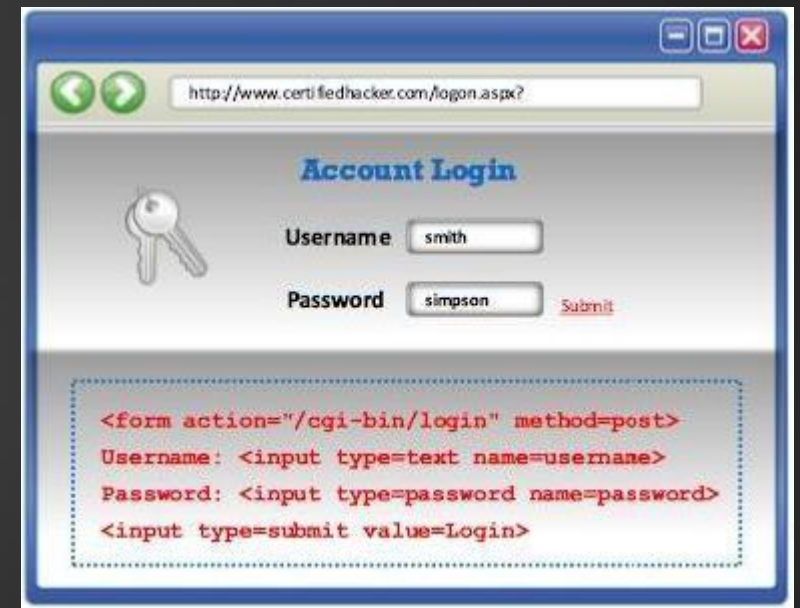 http://www.certifiedhacker.com/logon.aspx?
Account Login
Username smith
Password simpson Submit
<form action="/cgi-bin/login" method=post>
Username: <input type=text name=username>
Password: <input type=password name=password>
<input type=submit value=Login>